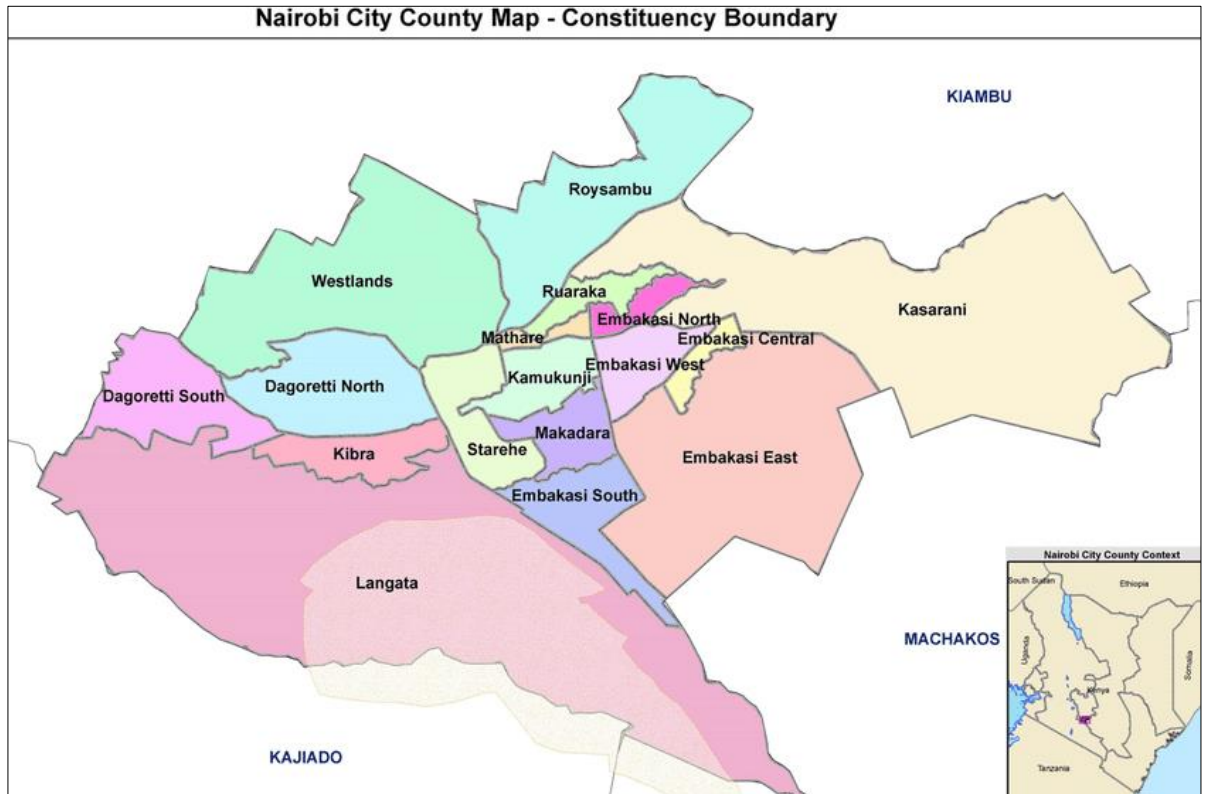 Nairobi City County Map - Constituency Boundary
KIAMBU
Roysambu
Westlands
Ruaraka
Kasarani
Embakasi North
Mathare
Embakasi Central
Embakasi West
Kamukunji
Dagoretti North
Dagoretti South
Makadara
Starehe
Kibra
Embakasi East
Embakasi South
Langata
MACHAKOS
KAJIADO
Nairobi City County Context
South Sudan
Ethiopia
Uganda
Somalia
Kenya
Tanzania